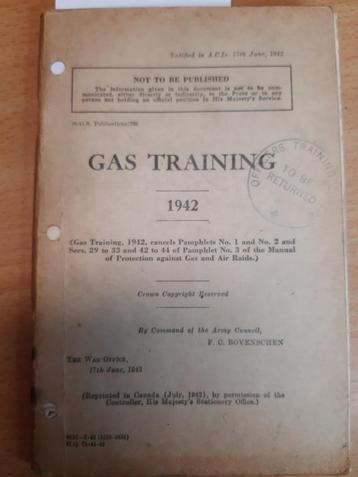 Notified in A.C.Is. 17th June, 1942
NOT TO BE PUBLISHED
The information given in this document is not to be com-
municated, either directly or indirectly, to the Press or to any
person not holding an official position in His Majesty's Service.
Publications/
GAS TRAINING
TRAINING
TO BE
RETURNED
1942
(Gas Training, 1942, cancels Pamphlets No. 1 and No. 2 and
Secs. 29 to 33 and 42 to 44 of Pamphlet No. 3 of the Manual
of Protection against Gas and Air Raids.)
Crown Copyright Reserved
By Command of the Army Council,
F. C. BOVENSCHEN
THE WAR OFFICE,
17th June, 1942
(Reprinted in Canada (July, 1942), by permission of the
Controller, His Majesty's Stationery Office.)